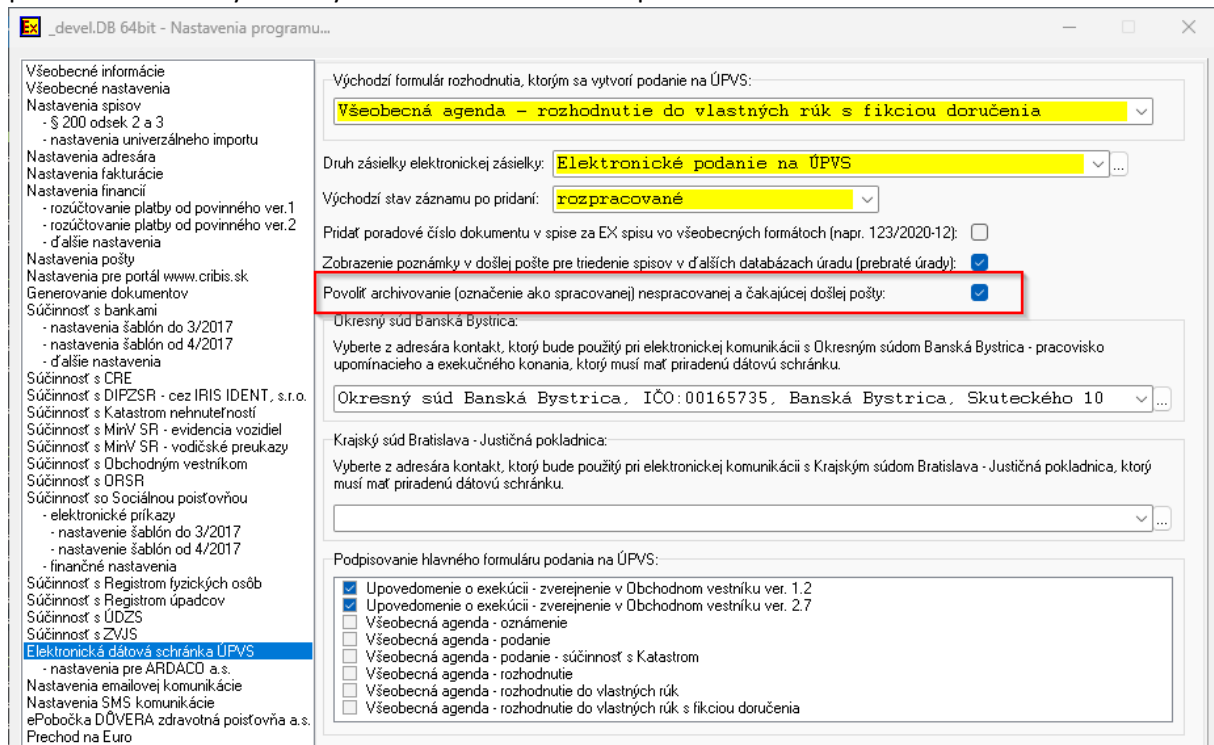 _devel.DB 64bit - Nastavenia programu...
Všeobecné informácie
Všeobecné nastavenia
Nastavenia spisov
- § 200 odsek 2 a 3
- nastavenia univerzálneho importu
Nastavenia adresára
Nastavenia fakturácie
Nastavenia financií
- rozúčtovanie platby od povinného ver.1
- rozúčtovanie platby od povinného ver.2
- ďalšie nastavenia
Nastavenia pošty
Nastavenia pre portál www.cribis.sk
Generovanie dokumentov
Súčinnosť s bankami
- nastavenia šablón do 3/2017
- nastavenia šablón od 4/2017
- ďalšie nastavenia
Súčinnosť s CRE
Súčinnosť s DIPZSR - cez IRIS IDENT, s.r.o.
Súčinnosť s Katastrom nehnuteľností
Súčinnosť s MinV SR - evidencia vozidiel
Súčinnosť s MinV SR - vodičské preukazy
Súčinnosť s Obchodným vestníkom
Súčinnosť s ORSR
Súčinnosť so Sociálnou poisťovňou
- elektronické príkazy
- nastavenie šablón do 3/2017
- nastavenie šablón od 4/2017
- finančné nastavenia
Súčinnosť s Registrom fyzických osôb
Súčinnosť s Registrom úpadcov
Súčinnosť s ÚDZS
Súčinnosť s ZVJS
Elektronická dátová schránka ÚPVS
- nastavenia pre ARDACO a.s.
Nastavenia emailovej komunikácie
Nastavenia SMS komunikácie
ePobočka DÔVERA zdravotná poisťovňa a.s.
Prechod na Euro
Východzí formulár rozhodnutia, ktorým sa vytvorí podanie na ÚPVS:
Všeobecná agenda - rozhodnutie do vlastných rúk s fikciou doručenia
Druh zásielky elektronickej zásielky: Elektronické podanie na ÚPVS ...
Východzí stav záznamu po pridaní: rozpracované
Pridať poradové číslo dokumentu v spise za EX spisu vo všeobecných formátoch (napr. 123/2020-12):
Zobrazenie poznámky v došlej pošte pre triedenie spisov v ďalších databázach úradu (prebraté úrady):
Povoliť archivovanie (označenie ako spracovanej) nespracovanej a čakajúcej došlej pošty:
Okresný súd Banská Bystrica:
Vyberte z adresára kontakt, ktorý bude použitý pri elektronickej komunikácii s Okresným súdom Banská Bystrica - pracovisko
upomínacieho a exekučného konania, ktorý musí mať priradenú dátovú schránku.
Okresný súd Banská Bystrica, IČO:00165735, Banská Bystrica, Skuteckého 10 ...
Krajský súd Bratislava - Justičná pokladnica:
Vyberte z adresára kontakt, ktorý bude použitý pri elektronickej komunikácii s Krajským súdom Bratislava - Justičná pokladnica, ktorý
musí mať priradenú dátovú schránku.
...
Podpisovanie hlavného formuláru podania na ÚPVS:
Upovedomenie o exekúcii - zverejnenie v Obchodnom vestníku ver. 1.2
Upovedomenie o exekúcii - zverejnenie v Obchodnom vestníku ver. 2.7
Všeobecná agenda - oznámenie
Všeobecná agenda - podanie
Všeobecná agenda - podanie - súčinnosť s Katastrom
Všeobecná agenda - rozhodnutie
Všeobecná agenda - rozhodnutie do vlastných rúk
Všeobecná agenda - rozhodnutie do vlastných rúk s fikciou doručenia